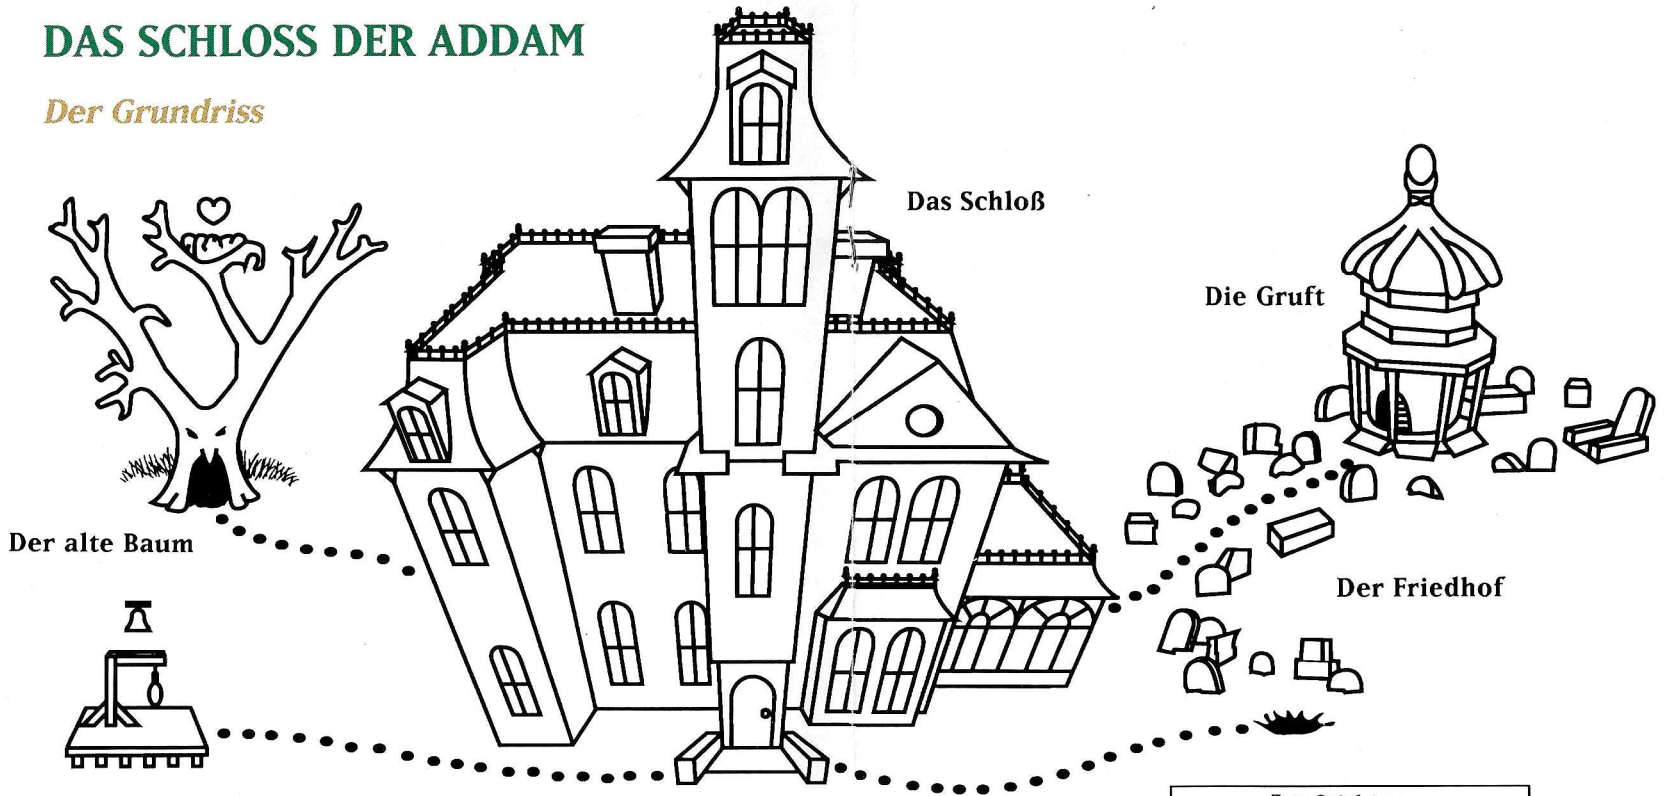 DAS SCHLOSS DER ADDAM
Der Grundriss
Das Schloß
Die Gruft
Der alte Baum
Der Friedhof